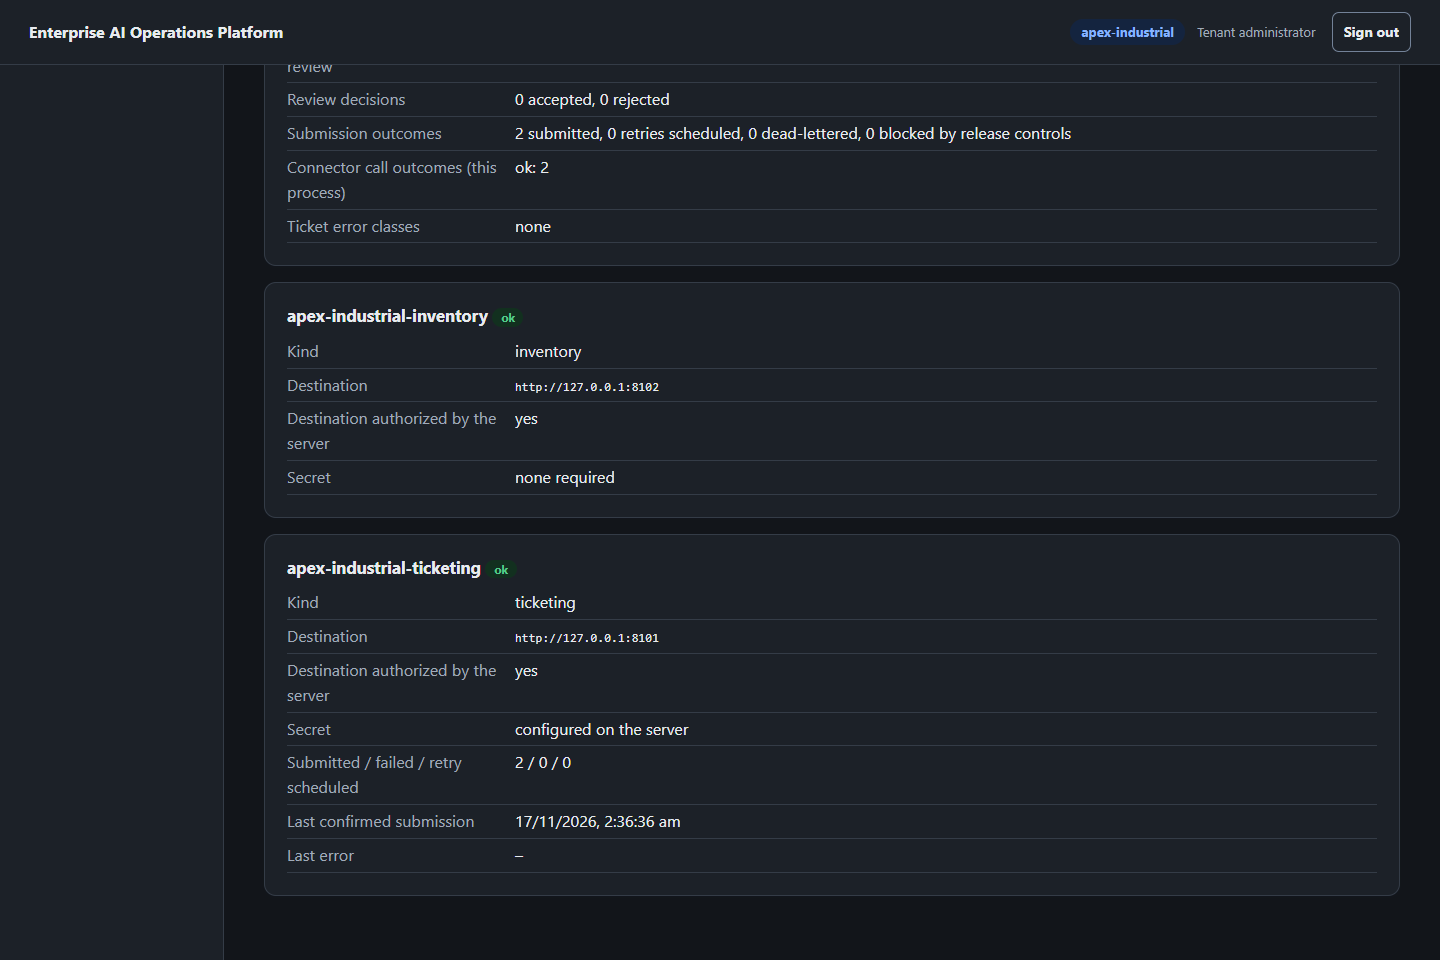 Enterprise AI Operations Platform
apex-industrial
Tenant administrator
Sign out
review
Review decisions
0 accepted, 0 rejected
Submission outcomes
2 submitted, 0 retries scheduled, 0 dead-lettered, 0 blocked by release controls
Connector call outcomes (this
process)
ok: 2
Ticket error classes
none
apex-industrial-inventory
ok
Kind
inventory
Destination
http://127.0.0.1:8102
Destination authorized by the
server
yes
Secret
none required
apex-industrial-ticketing
ok
Kind
ticketing
Destination
http://127.0.0.1:8101
Destination authorized by the
server
yes
Secret
configured on the server
Submitted / failed / retry
scheduled
2 / 0 / 0
Last confirmed submission
17/11/2026, 2:36:36 am
Last error
–